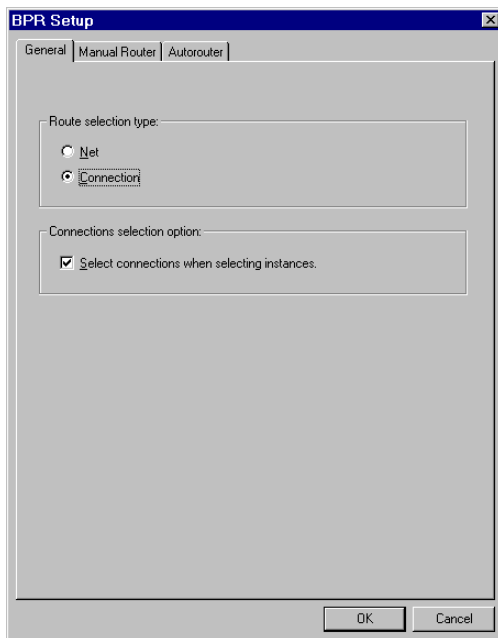 BPR Setup
General Manual Router Autorouter
Route selection type:
Net
Connection
Connections selection option:
Select connections when selecting instances.
OK Cancel